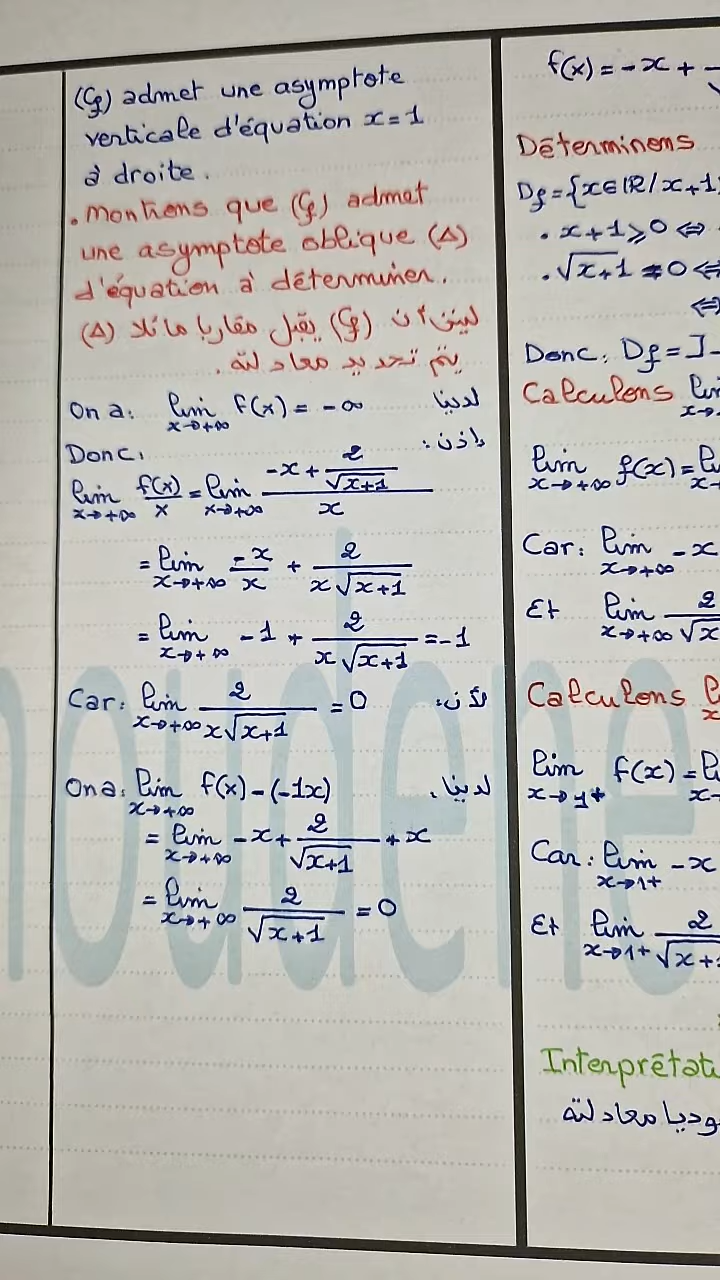 (Cf) admet une asymptote
verticale d'équation x = 1
à droite.
. Montrons que (Cf) admet
une asymptote oblique (Δ)
d'équation à déterminer.
لنبين أن (Cf) يقبل مقاربا مائلا (Δ)
يتم تحديد معادلته.
On a: lim x→+∞ f(x) = -∞ لدينا
Donc: إذن:
lim x→+∞ f(x)/x = lim x→+∞ (-x + 2/√(x+1))/x
= lim x→+∞ -x/x + 2/(x√(x+1))
= lim x→+∞ -1 + 2/(x√(x+1)) = -1
Car: lim x→+∞ 2/(x√(x+1)) = 0 لأن:
On a: lim x→+∞ f(x) - (-1x) لدينا:
= lim x→+∞ -x + 2/√(x+1) + x
= lim x→+∞ 2/√(x+1) = 0
f(x) = -x +
Déterminons
Df = {x ∈ ℝ / x+1
. x+1 ≥ 0 ⇔
. √x+1 ≠ 0 ⇔
⇔
Donc: Df = ]-
Calculons lim x→
lim x→+∞ f(x) = lim x→
Car: lim x→+∞ -x
Et lim x→+∞ 2/√x
Calculons x
lim x→1+ f(x) = x→
Car: lim x→1+ -x
Et lim x→1+ 2/√x+
Interprétat
معادلته